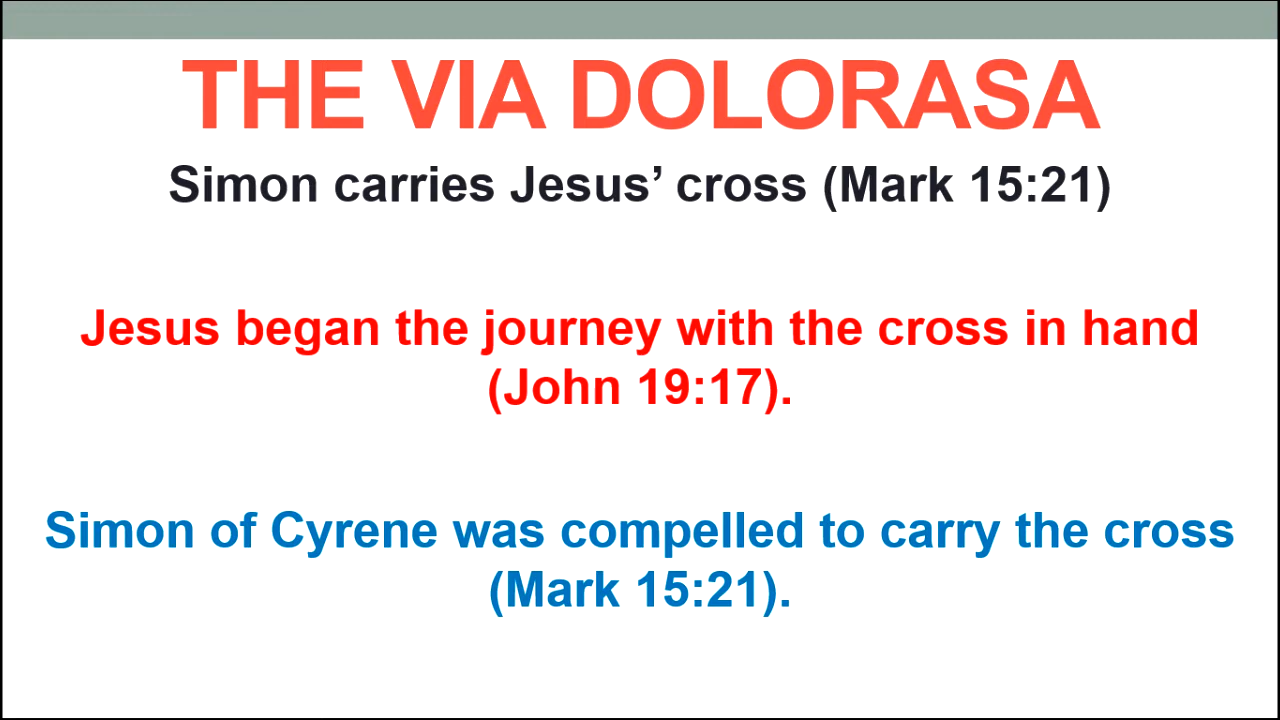 THE VIA DOLORASA
Simon carries Jesus’ cross (Mark 15:21)
Jesus began the journey with the cross in hand
(John 19:17).
Simon of Cyrene was compelled to carry the cross
(Mark 15:21).